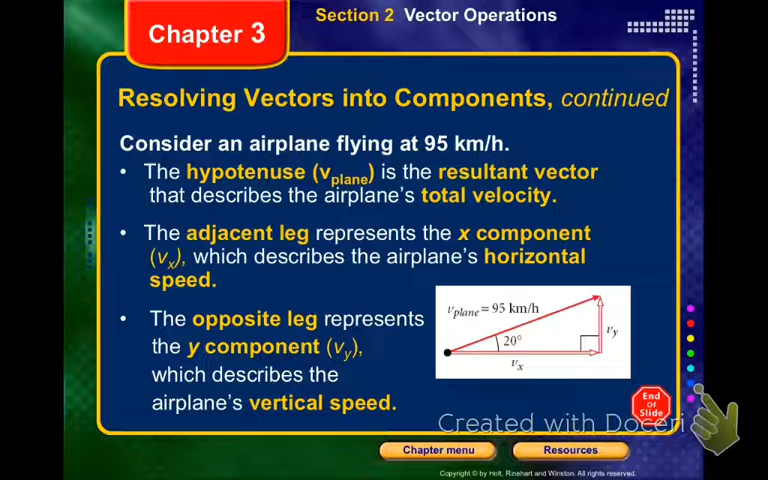 Section 2 Vector Operations
Chapter 3
Resolving Vectors into Components, continued
Consider an airplane flying at 95 km/h.
• The hypotenuse (vplane) is the resultant vector
that describes the airplane's total velocity.
• The adjacent leg represents the x component
(vx), which describes the airplane's horizontal
speed.
• The opposite leg represents
the y component (vy),
which describes the
airplane's vertical speed.
vplane = 95 km/h
20°
vy
vx
End
Of
Slide
Created with Doceri
Chapter menu
Resources
Copyright © by Holt, Rinehart and Winston. All rights reserved.